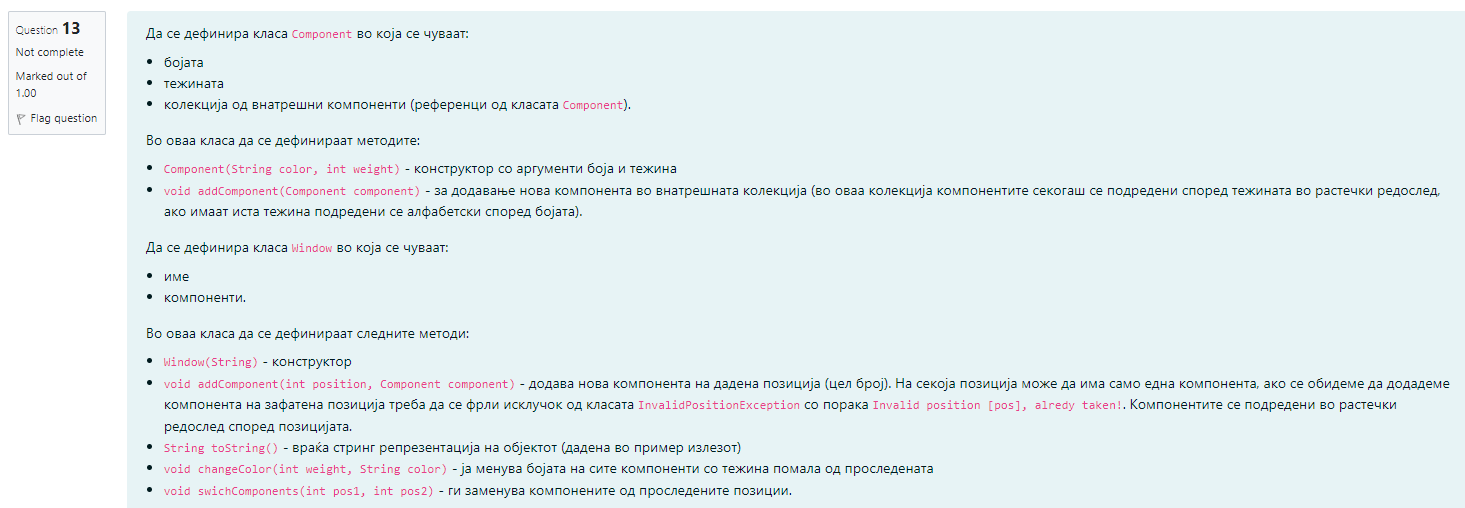 Question 13
Not complete
Marked out of
1.00
Flag question
Да се дефинира класа Component во која се чуваат:
• бојата
• тежината
• колекција од внатрешни компоненти (референци од класата Component).
Во оваа класа да се дефинираат методите:
• Component(String color, int weight) - конструктор со аргументи боја и тежина
• void addComponent(Component component) - за додавање нова компонента во внатрешната колекција (во оваа колекција компонентите секогаш се подредени според тежината во растечки редослед,
ако имаат иста тежина подредени се алфабетски според бојата).
Да се дефинира класа Window во која се чуваат:
• име
• компоненти.
Во оваа класа да се дефинираат следните методи:
• Window(String) - конструктор
• void addComponent(int position, Component component) - додава нова компонента на дадена позиција (цел број). На секоја позиција може да има само една компонента, ако се обидеме да додадеме
компонента на зафатена позиција треба да се фрли исклучок од класата InvalidPositionException со порака Invalid position [pos], alredy taken!. Компонентите се подредени во растечки
редослед според позицијата.
• String toString() - враќа стринг репрезентација на објектот (дадена во пример излезот)
• void changeColor(int weight, String color) - ја менува бојата на сите компоненти со тежина помала од проследената
• void swichComponents(int pos1, int pos2) - ги заменува компонените од проследените позиции.